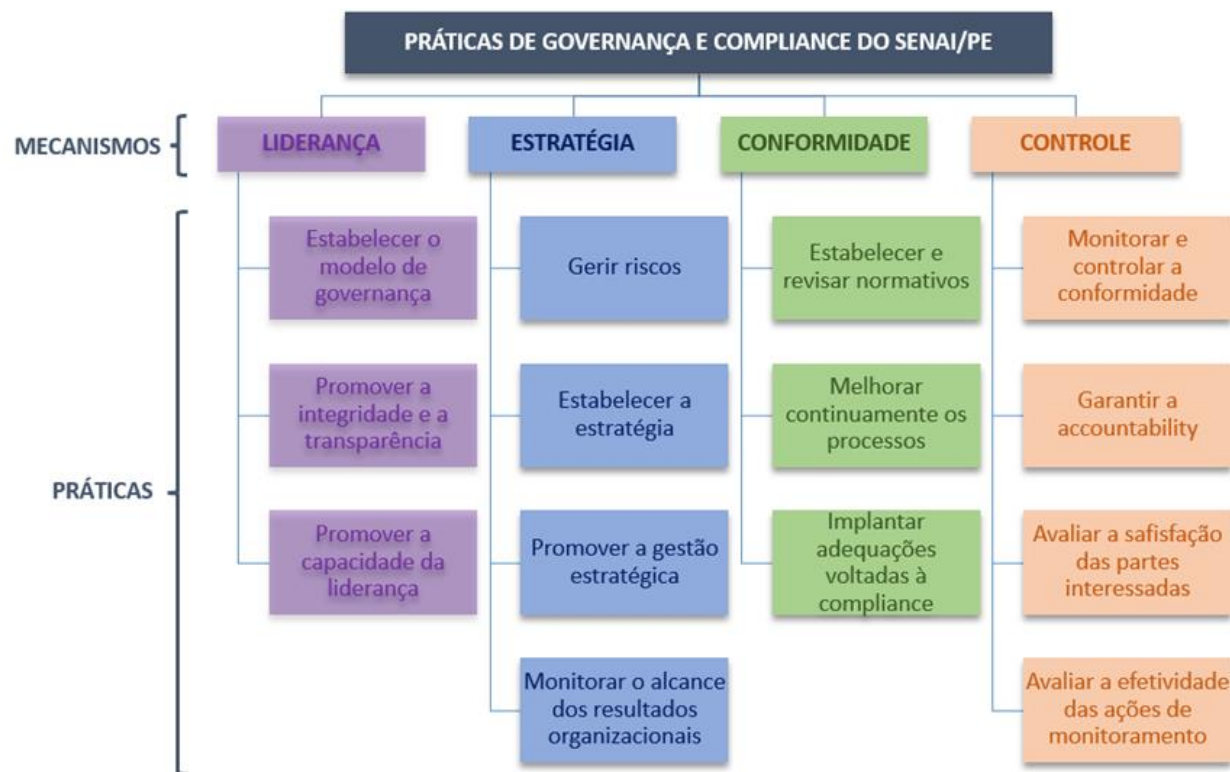 PRÁTICAS DE GOVERNANÇA E COMPLIANCE DO SENAI/PE
MECANISMOS
LIDERANÇA
ESTRATÉGIA
CONFORMIDADE
CONTROLE
PRÁTICAS
Estabelecer o
modelo de
governança
Promover a
integridade e a
transparência
Promover a
capacidade da
liderança
Gerir riscos
Estabelecer a
estratégia
Promover a gestão
estratégica
Monitorar o alcance
dos resultados
organizacionais
Estabelecer e
revisar normativos
Melhorar
continuamente os
processos
Implantar
adequações
voltadas à
compliance
Monitorar e
controlar a
conformidade
Garantir a
accountability
Avaliar a satisfação
das partes
interessadas
Avaliar a efetividade
das ações de
monitoramento